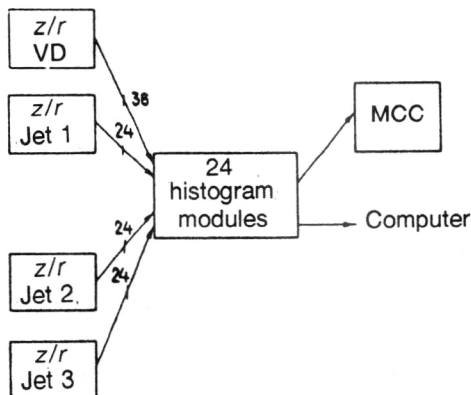 z/r
VD
38
z/r
Jet 1
24
24
histogram
modules
MCC
Computer
z/r
Jet 2.
24
24
z/r
Jet 3